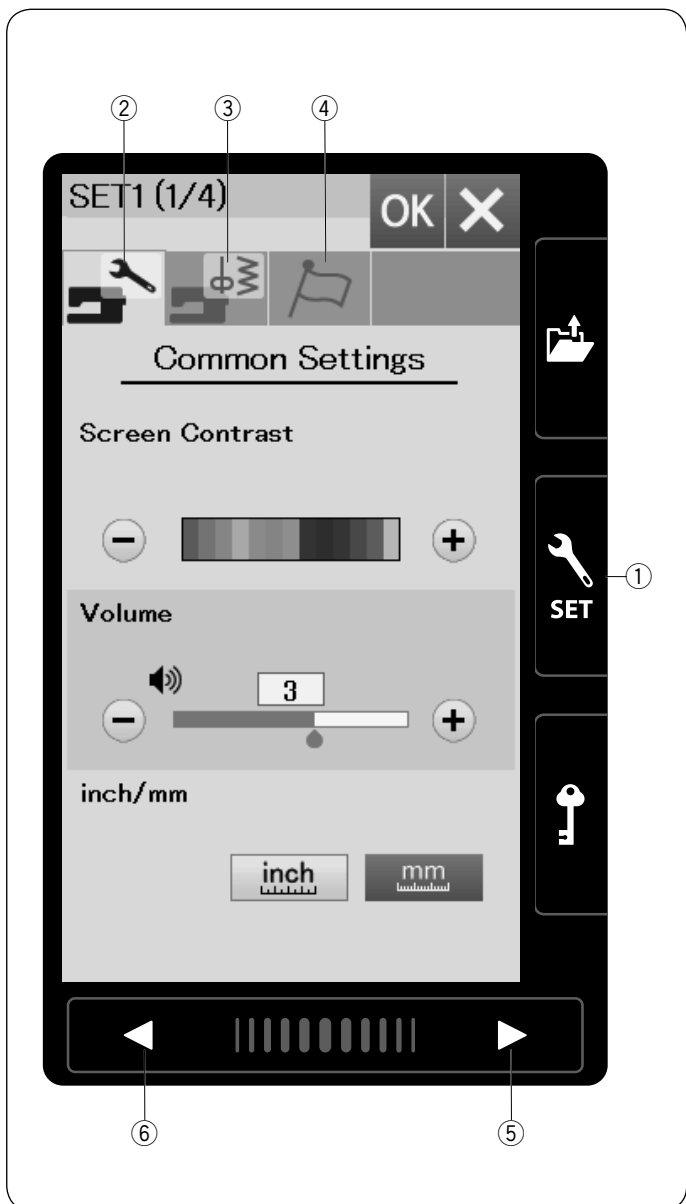 ② ③ ④
SET1 (1/4) OK
Common Settings
Screen Contrast
SET ①
Volume
3
inch/mm
inch mm
⑥ ⑤